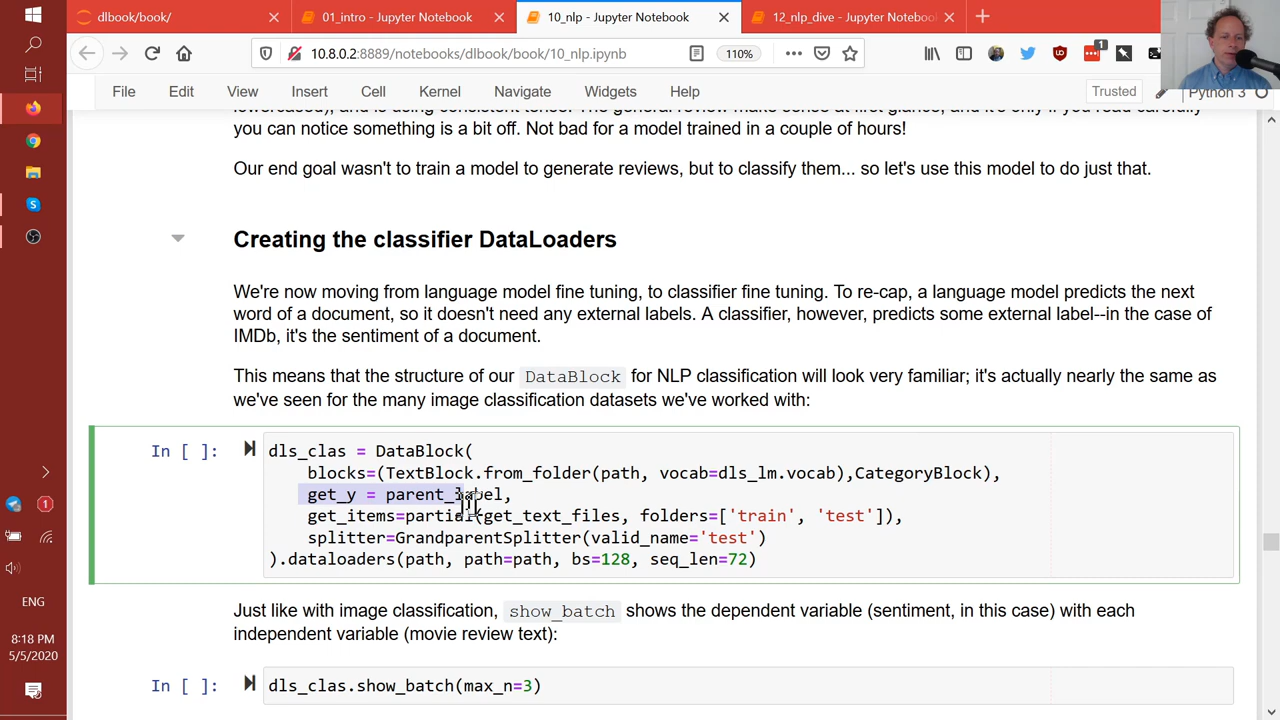 dlbook/book/
01_intro - Jupyter Notebook
10_nlp - Jupyter Notebook
12_nlp_dive - Jupyter Notebook
10.8.0.2:8889/notebooks/dlbook/book/10_nlp.ipynb
110%
1
File Edit View Insert Cell Kernel Navigate Widgets Help
Trusted
Python 3
you can notice something is a bit off. Not bad for a model trained in a couple of hours!
Our end goal wasn't to train a model to generate reviews, but to classify them... so let's use this model to do just that.
Creating the classifier DataLoaders
We're now moving from language model fine tuning, to classifier fine tuning. To re-cap, a language model predicts the next
word of a document, so it doesn't need any external labels. A classifier, however, predicts some external label--in the case of
IMDb, it's the sentiment of a document.
This means that the structure of our DataBlock for NLP classification will look very familiar; it's actually nearly the same as
we've seen for the many image classification datasets we've worked with:
In [ ]:
dls_clas = DataBlock(
blocks=(TextBlock.from_folder(path, vocab=dls_lm.vocab),CategoryBlock),
get_y = parent_label,
get_items=partial(get_text_files, folders=['train', 'test']),
splitter=GrandparentSplitter(valid_name='test')
).dataloaders(path, path=path, bs=128, seq_len=72)
Just like with image classification, show_batch shows the dependent variable (sentiment, in this case) with each
independent variable (movie review text):
In [ ]:
dls_clas.show_batch(max_n=3)
1
ENG
8:18 PM
5/5/2020